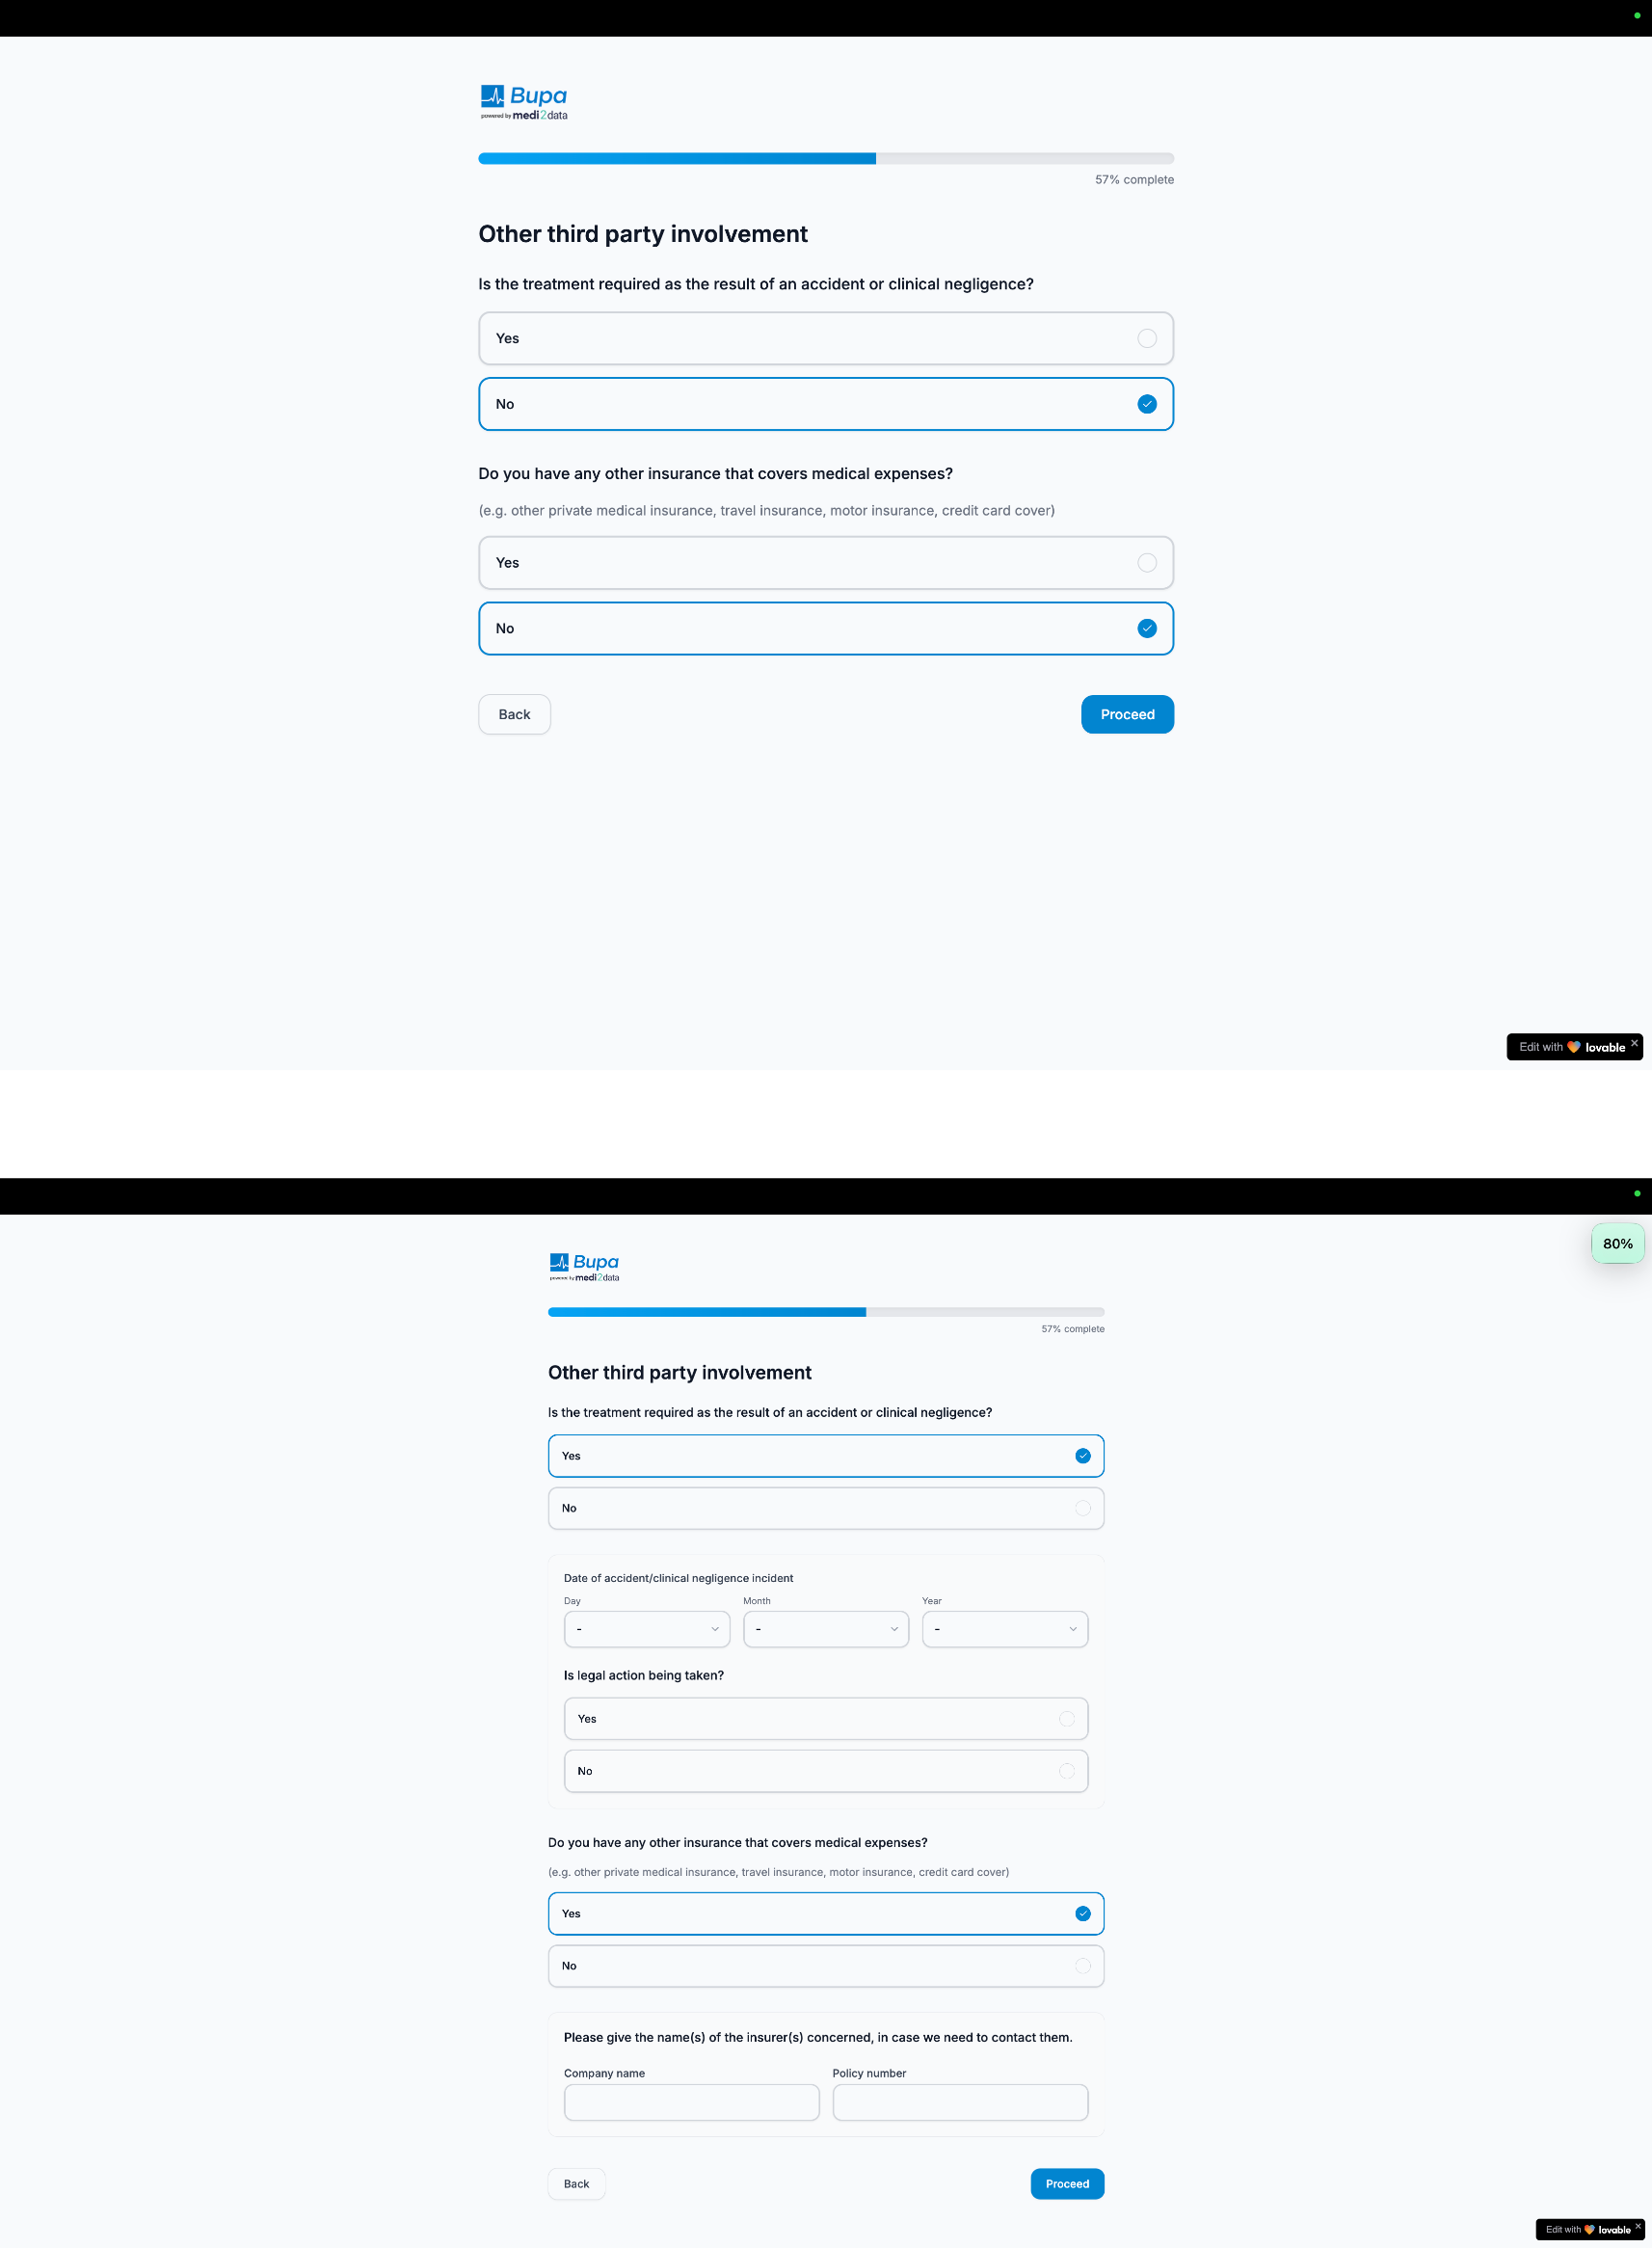 Bupa
powered by medi2data
57% complete
Other third party involvement
Is the treatment required as the result of an accident or clinical negligence?
Yes
No
Do you have any other insurance that covers medical expenses?
(e.g. other private medical insurance, travel insurance, motor insurance, credit card cover)
Yes
No
Back Proceed
Edit with lovable
80%
Bupa
powered by medi2data
57% complete
Other third party involvement
Is the treatment required as the result of an accident or clinical negligence?
Yes
No
Date of accident/clinical negligence incident
Day Month Year
- - -
Is legal action being taken?
Yes
No
Do you have any other insurance that covers medical expenses?
(e.g. other private medical insurance, travel insurance, motor insurance, credit card cover)
Yes
No
Please give the name(s) of the insurer(s) concerned, in case we need to contact them.
Company name Policy number
Back Proceed
Edit with lovable